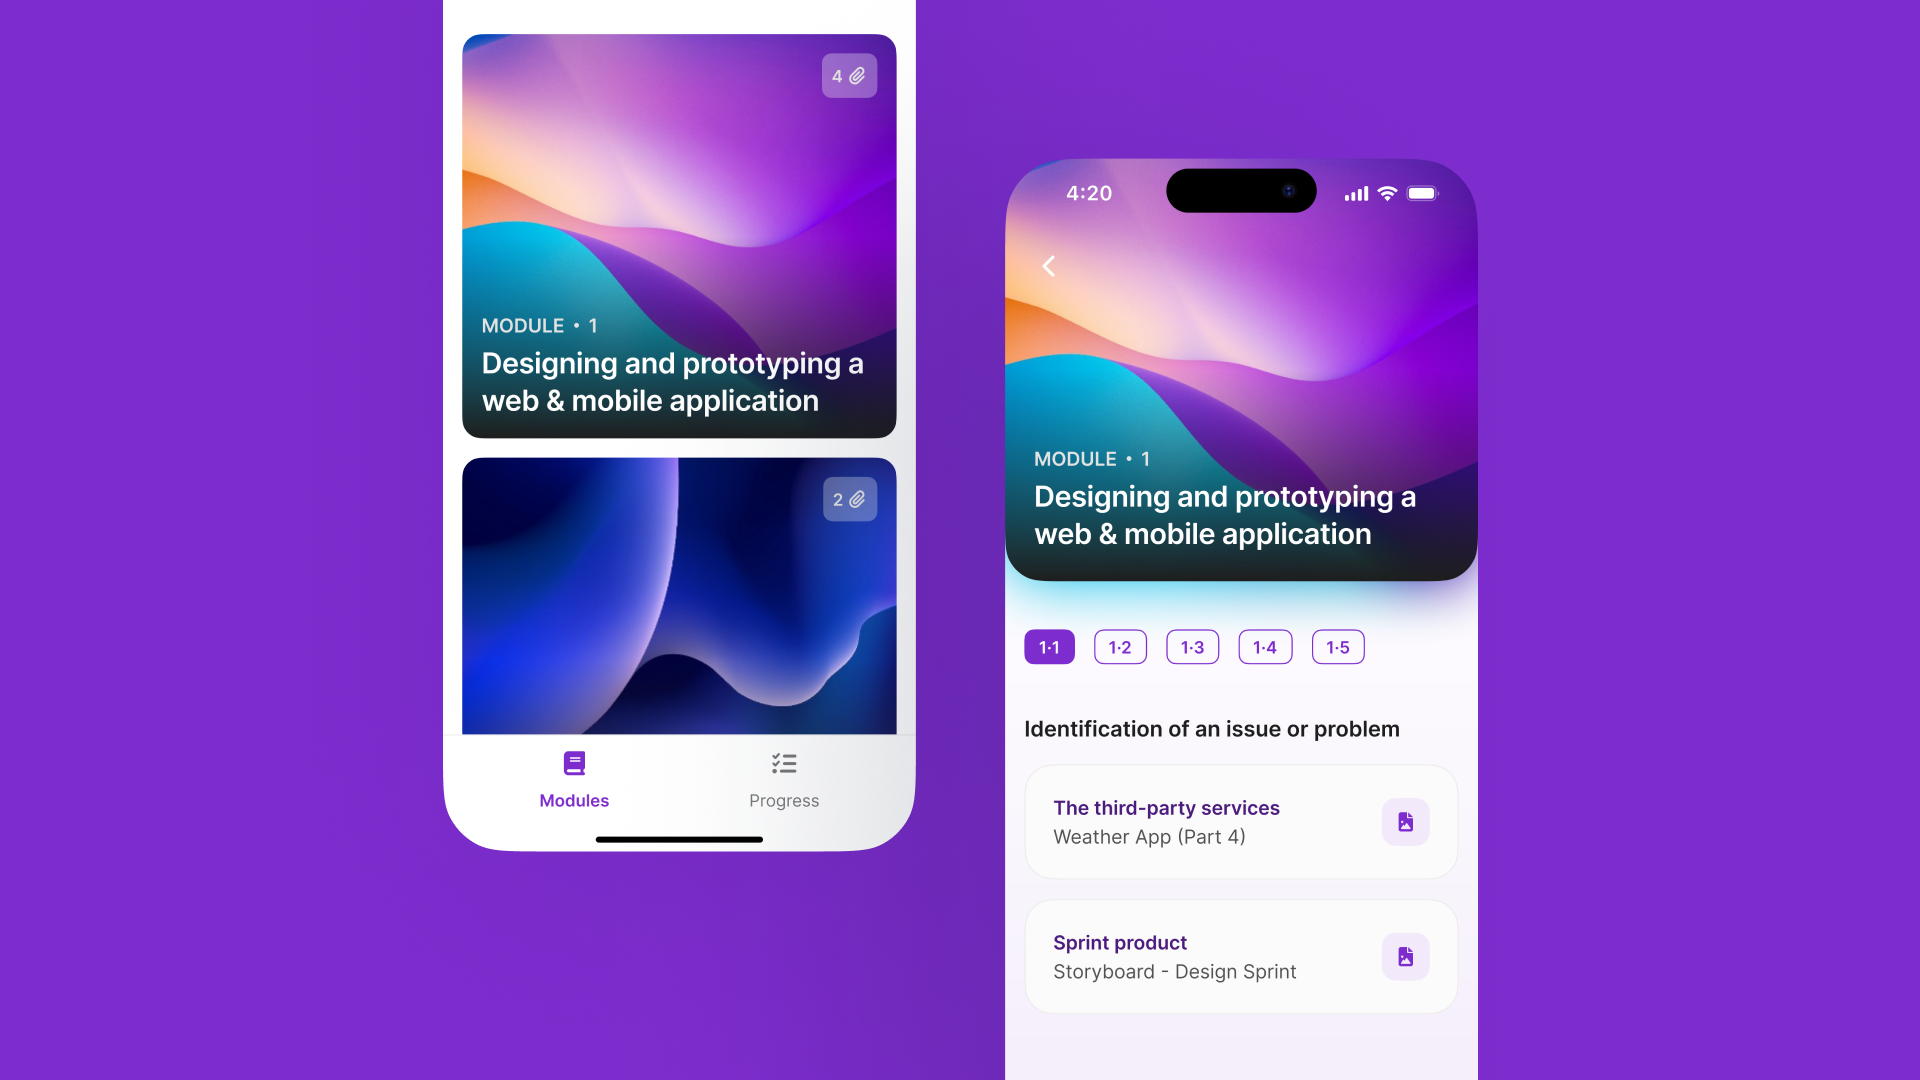 4
MODULE • 1
Designing and prototyping a
web & mobile application
2
Modules
Progress
4:20
MODULE • 1
Designing and prototyping a
web & mobile application
1·1
1·2
1·3
1·4
1·5
Identification of an issue or problem
The third-party services
Weather App (Part 4)
Sprint product
Storyboard - Design Sprint